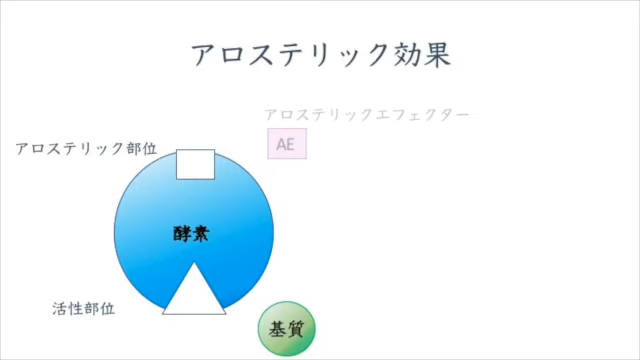 アロステリック効果
アロステリックエフェクター
AE
アロステリック部位
酵素
活性部位
基質